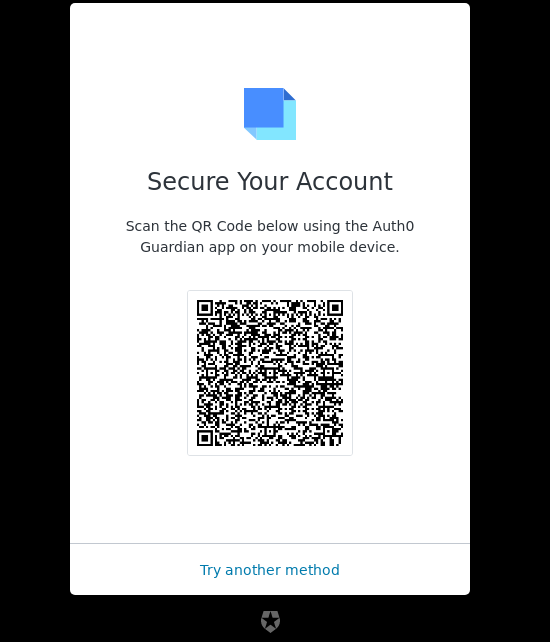 Secure Your Account
Scan the QR Code below using the Auth0
Guardian app on your mobile device.
Try another method